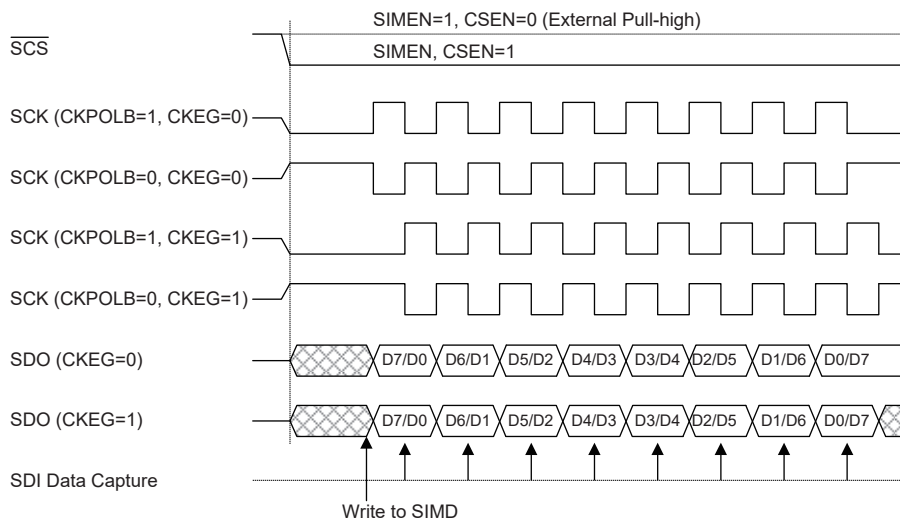 SIMEN=1, CSEN=0 (External Pull-high)
SCS
SIMEN, CSEN=1
SCK (CKPOLB=1, CKEG=0)
SCK (CKPOLB=0, CKEG=0)
SCK (CKPOLB=1, CKEG=1)
SCK (CKPOLB=0, CKEG=1)
SDO (CKEG=0) D7/D0 D6/D1 D5/D2 D4/D3 D3/D4 D2/D5 D1/D6 D0/D7
SDO (CKEG=1) D7/D0 D6/D1 D5/D2 D4/D3 D3/D4 D2/D5 D1/D6 D0/D7
SDI Data Capture
Write to SIMD